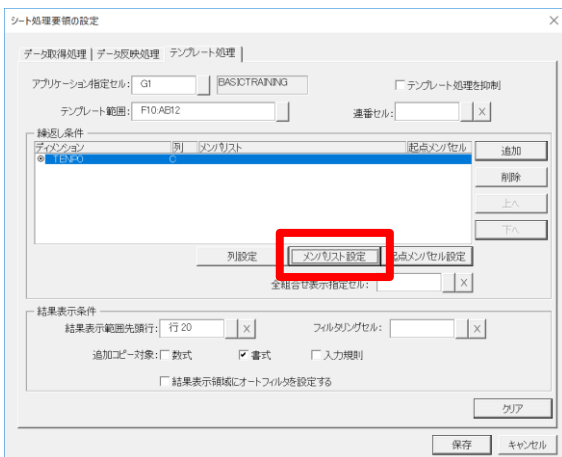 シート処理要領の設定 ×
データ取得処理 データ反映処理 テンプレート処理
アプリケーション指定セル: G1 _ BASICTRAINING テンプレート処理を抑制
テンプレート範囲: F10:AB12 _ 連番セル: _ X
繰返し条件
ディメンション 列 メンバリスト 起点メンバセル 追加
TENPO C
削除
上へ
下へ
列設定 メンバリスト設定 起点メンバセル設定
全組合せ表示指定セル: _ X
結果表示条件
結果表示範囲先頭行: 行 20 _ X フィルタリングセル: _ X
追加コピー対象: 数式 書式 入力規則
結果表示領域にオートフィルタを設定する
クリア
保存 キャンセル